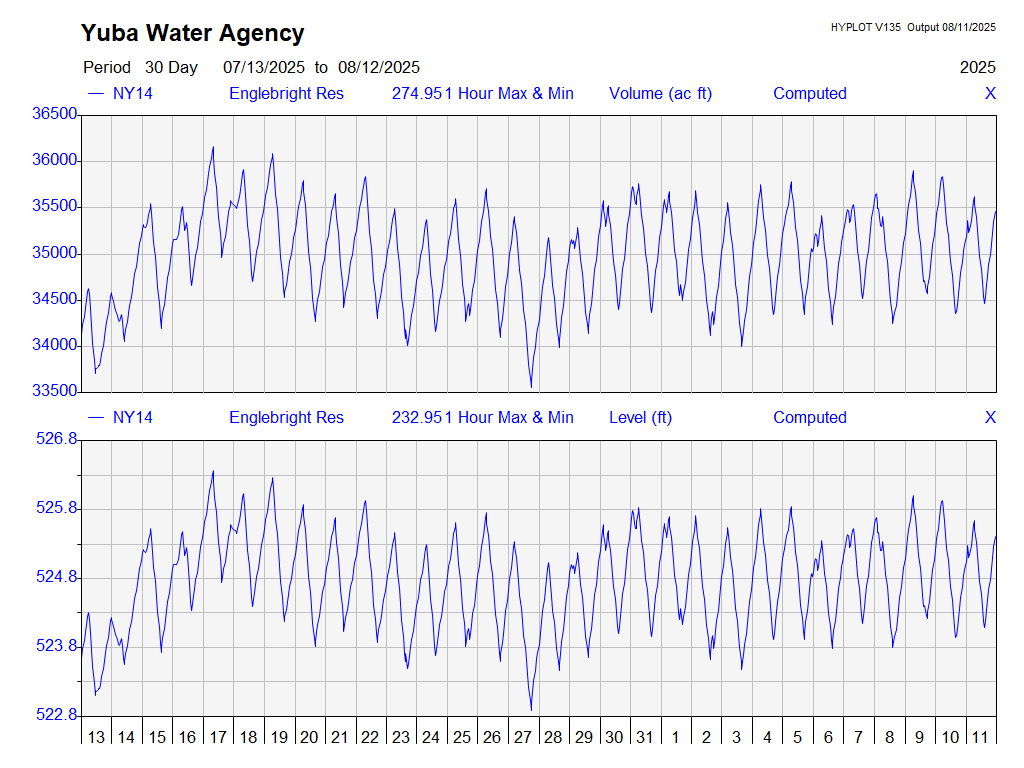 Yuba Water Agency
HYPLOT V135 Output 08/11/2025
Period 30 Day 07/13/2025 to 08/12/2025 2025
NY14 Englebright Res 274.951 Hour Max & Min Volume (ac ft) Computed X
36500
36000
35500
35000
34500
34000
33500
NY14 Englebright Res 232.951 Hour Max & Min Level (ft) Computed X
526.8
525.8
524.8
523.8
522.8
13 14 15 16 17 18 19 20 21 22 23 24 25 26 27 28 29 30 31 1 2 3 4 5 6 7 8 9 10 11